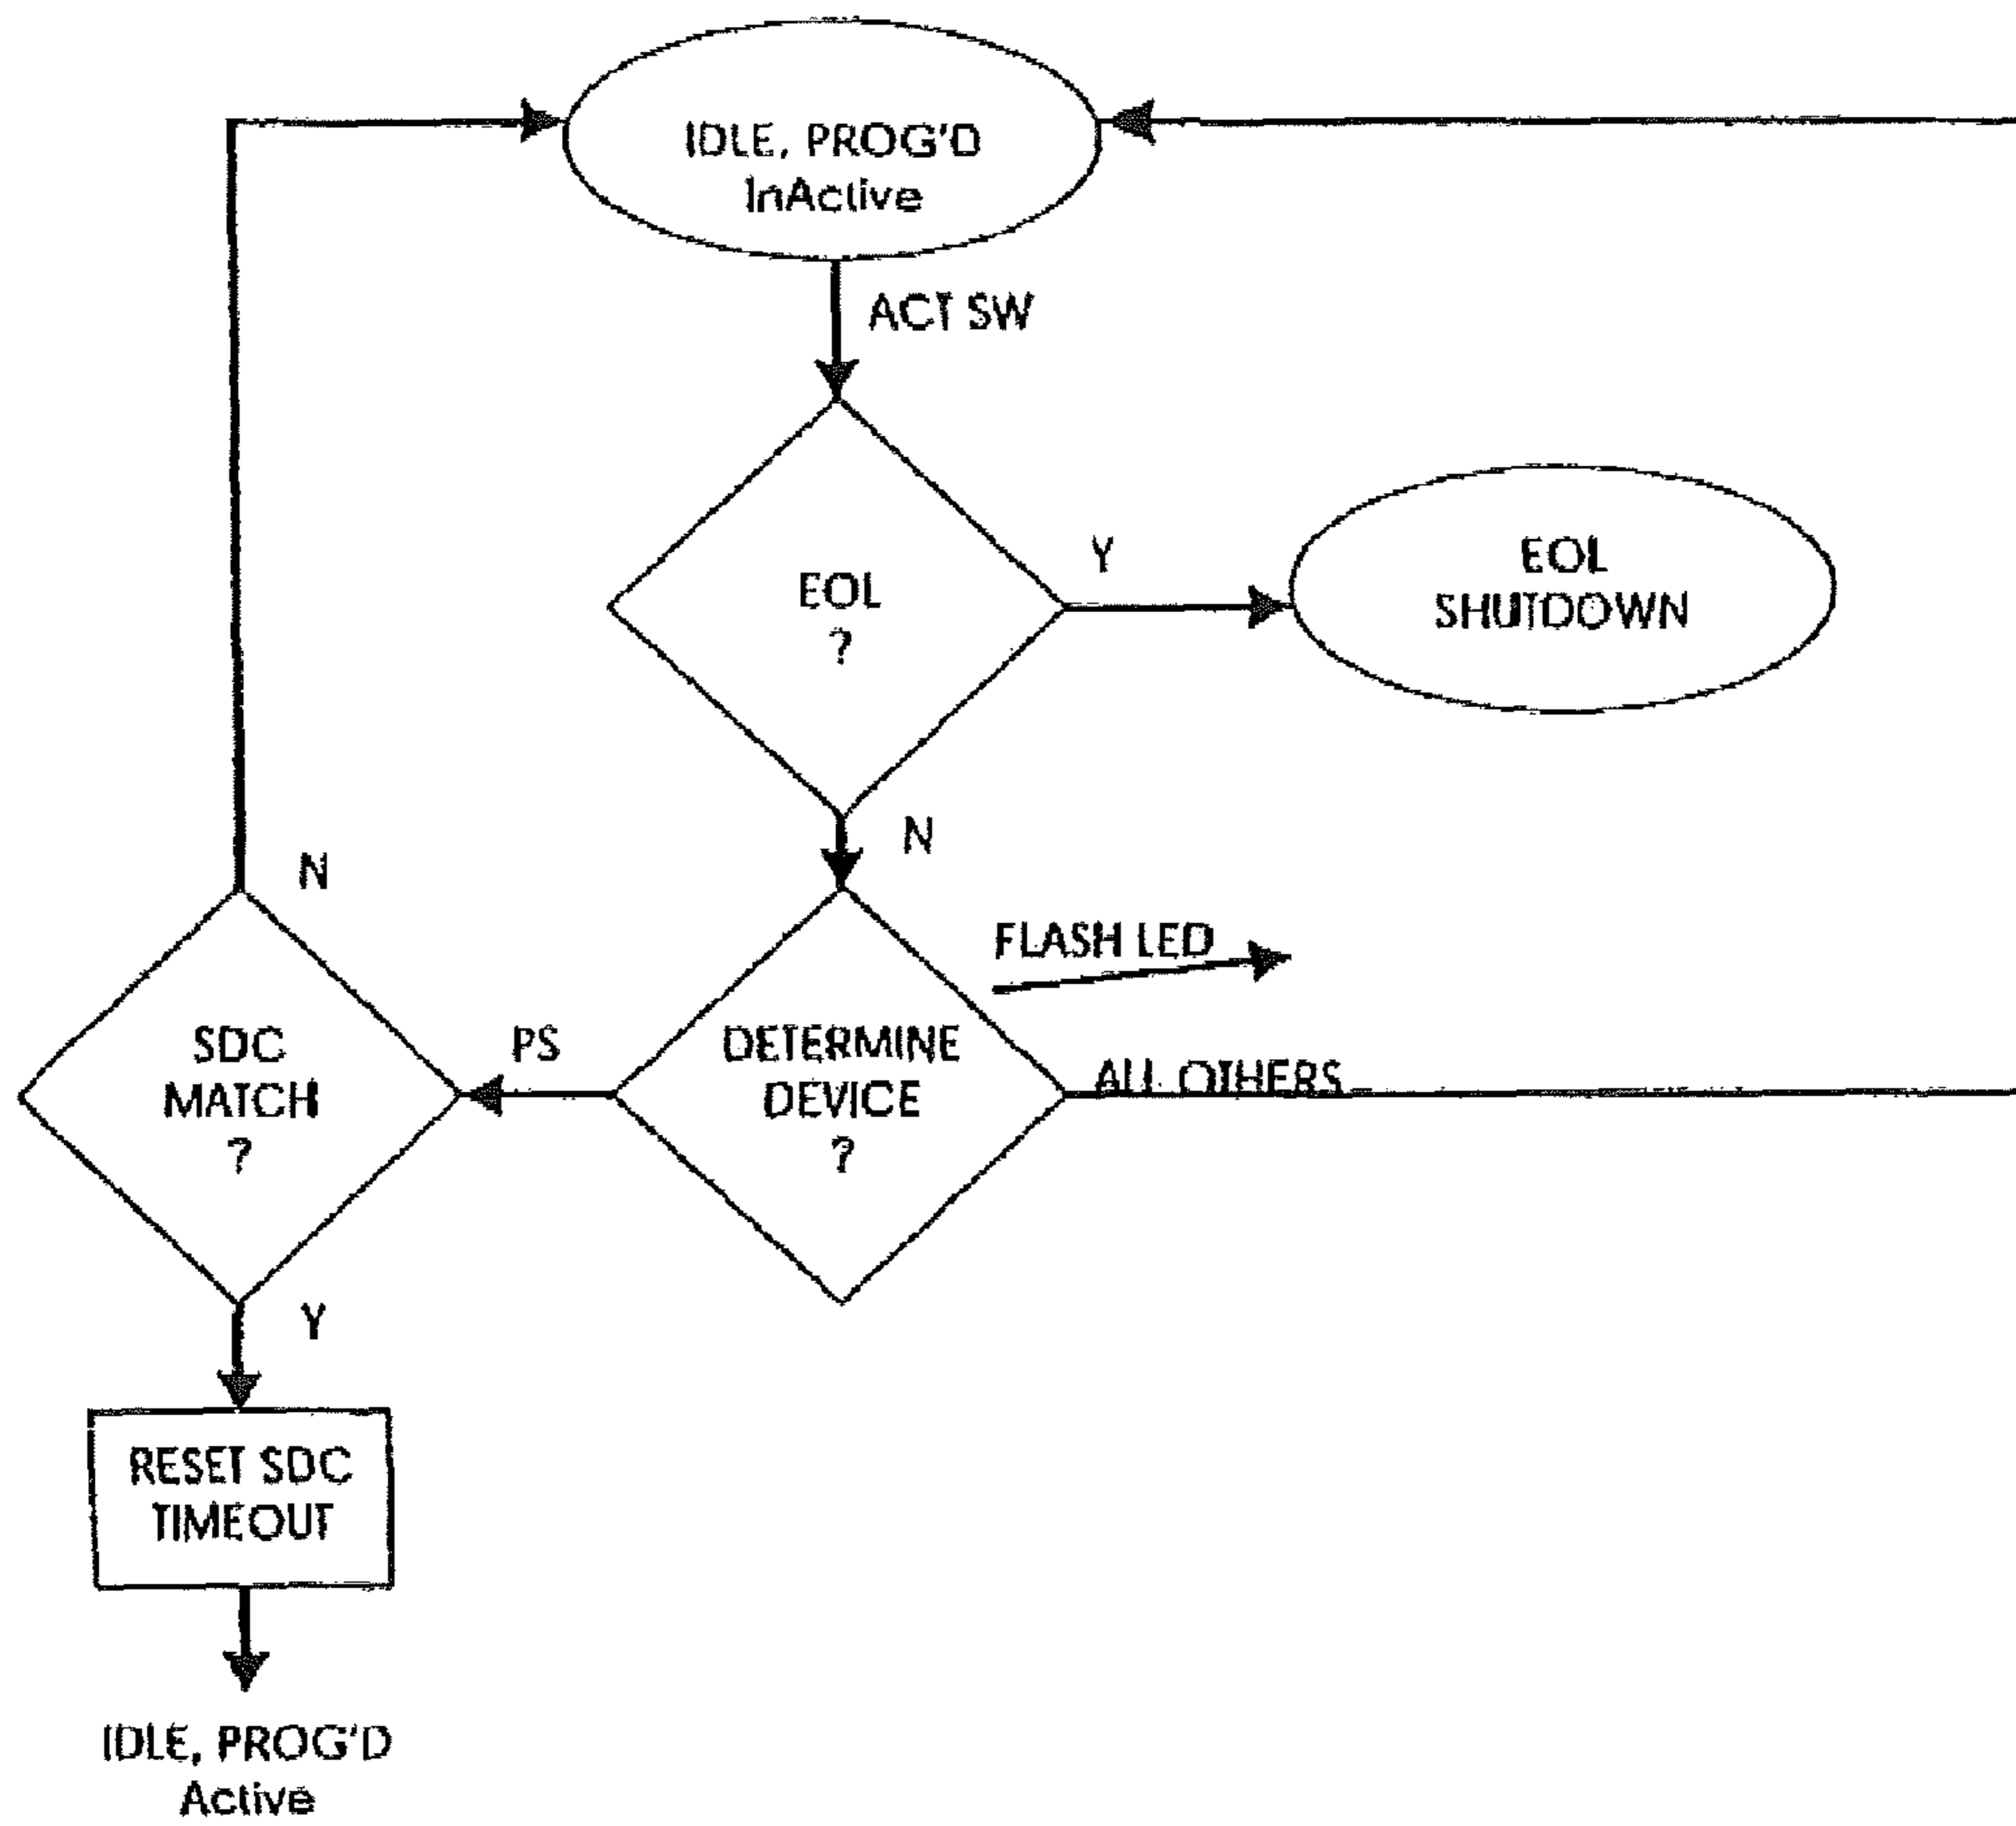 IDLE, PROG'D
InActive
ACT SW
EOL
?
Y
EOL
SHUTDOWN
N
N
FLASH LED
SDC
MATCH
?
PS
DETERMINE
DEVICE
?
ALL OTHERS
Y
RESET SDC
TIMEOUT
IDLE, PROG'D
Active